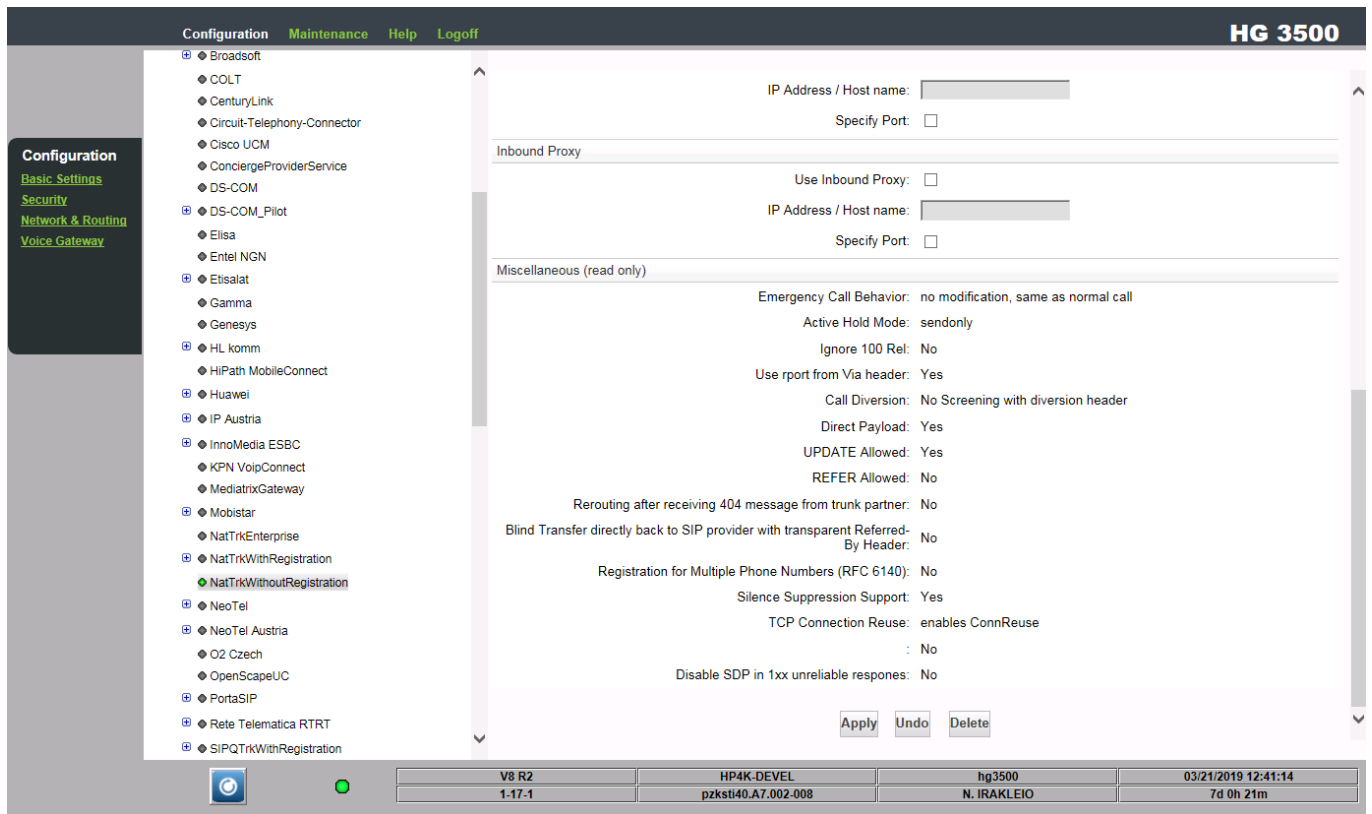 Configuration Maintenance Help Logoff
HG 3500
Configuration
Basic Settings
Security
Network & Routing
Voice Gateway
Broadsoft
COLT
CenturyLink
Circuit-Telephony-Connector
Cisco UCM
ConciergeProviderService
DS-COM
DS-COM_Pilot
Elisa
Entel NGN
Etisalat
Gamma
Genesys
HL komm
HiPath MobileConnect
Huawei
IP Austria
InnoMedia ESBC
KPN VoipConnect
MediatrixGateway
Mobistar
NatTrkEnterprise
NatTrkWithRegistration
NatTrkWithoutRegistration
NeoTel
NeoTel Austria
O2 Czech
OpenScapeUC
PortaSIP
Rete Telematica RTRT
SIPQTrkWithRegistration
IP Address / Host name:
Specify Port:
Inbound Proxy
Use Inbound Proxy:
IP Address / Host name:
Specify Port:
Miscellaneous (read only)
Emergency Call Behavior: no modification, same as normal call
Active Hold Mode: sendonly
Ignore 100 Rel: No
Use rport from Via header: Yes
Call Diversion: No Screening with diversion header
Direct Payload: Yes
UPDATE Allowed: Yes
REFER Allowed: No
Rerouting after receiving 404 message from trunk partner: No
Blind Transfer directly back to SIP provider with transparent Referred-
By Header: No
Registration for Multiple Phone Numbers (RFC 6140): No
Silence Suppression Support: Yes
TCP Connection Reuse: enables ConnReuse
: No
Disable SDP in 1xx unreliable respones: No
Apply Undo Delete
V8 R2 HP4K-DEVEL hg3500 03/21/2019 12:41:14
1-17-1 pzksti40.A7.002-008 N. IRAKLEIO 7d 0h 21m